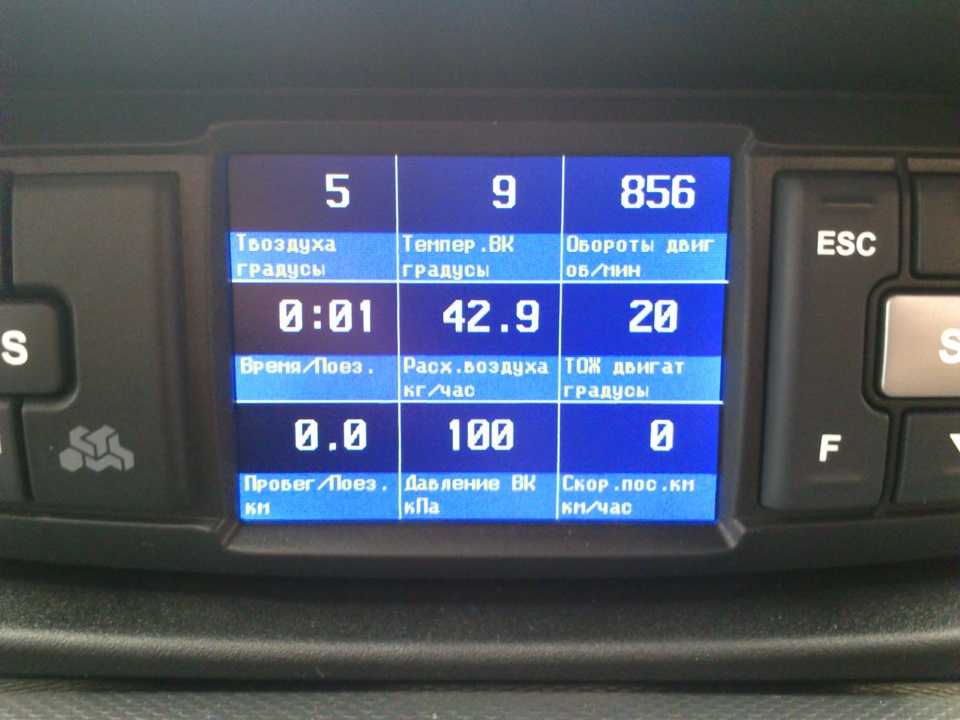 5 9 856
Твоздуха Темпер.ВК Обороты двиг
градусы градусы об/мин
0:01 42.9 20
Время/Поез. Расх.воздуха ТОЖ двигат
кг/час градусы
0.0 100 0
Пробег/Поез. Давление ВК Скор.пос.км
км кПа км/час
ESC
F
S
S
STL